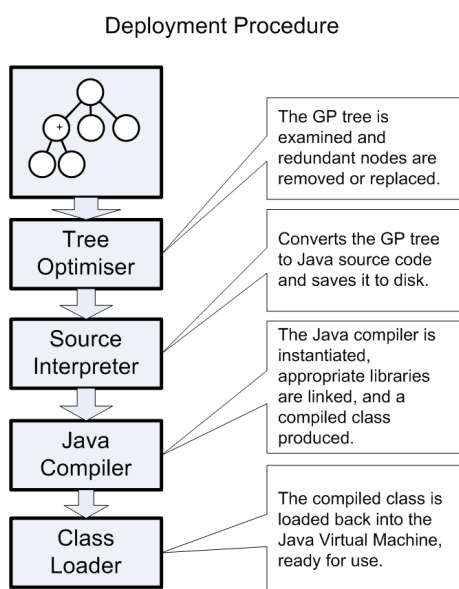 Deployment Procedure
+
The GP tree is
examined and
redundant nodes are
removed or replaced.
Tree
Optimiser
Converts the GP tree
to Java source code
and saves it to disk.
Source
Interpreter
The Java compiler is
instantiated,
appropriate libraries
are linked, and a
compiled class
produced.
Java
Compiler
The compiled class is
loaded back into the
Java Virtual Machine,
ready for use.
Class
Loader